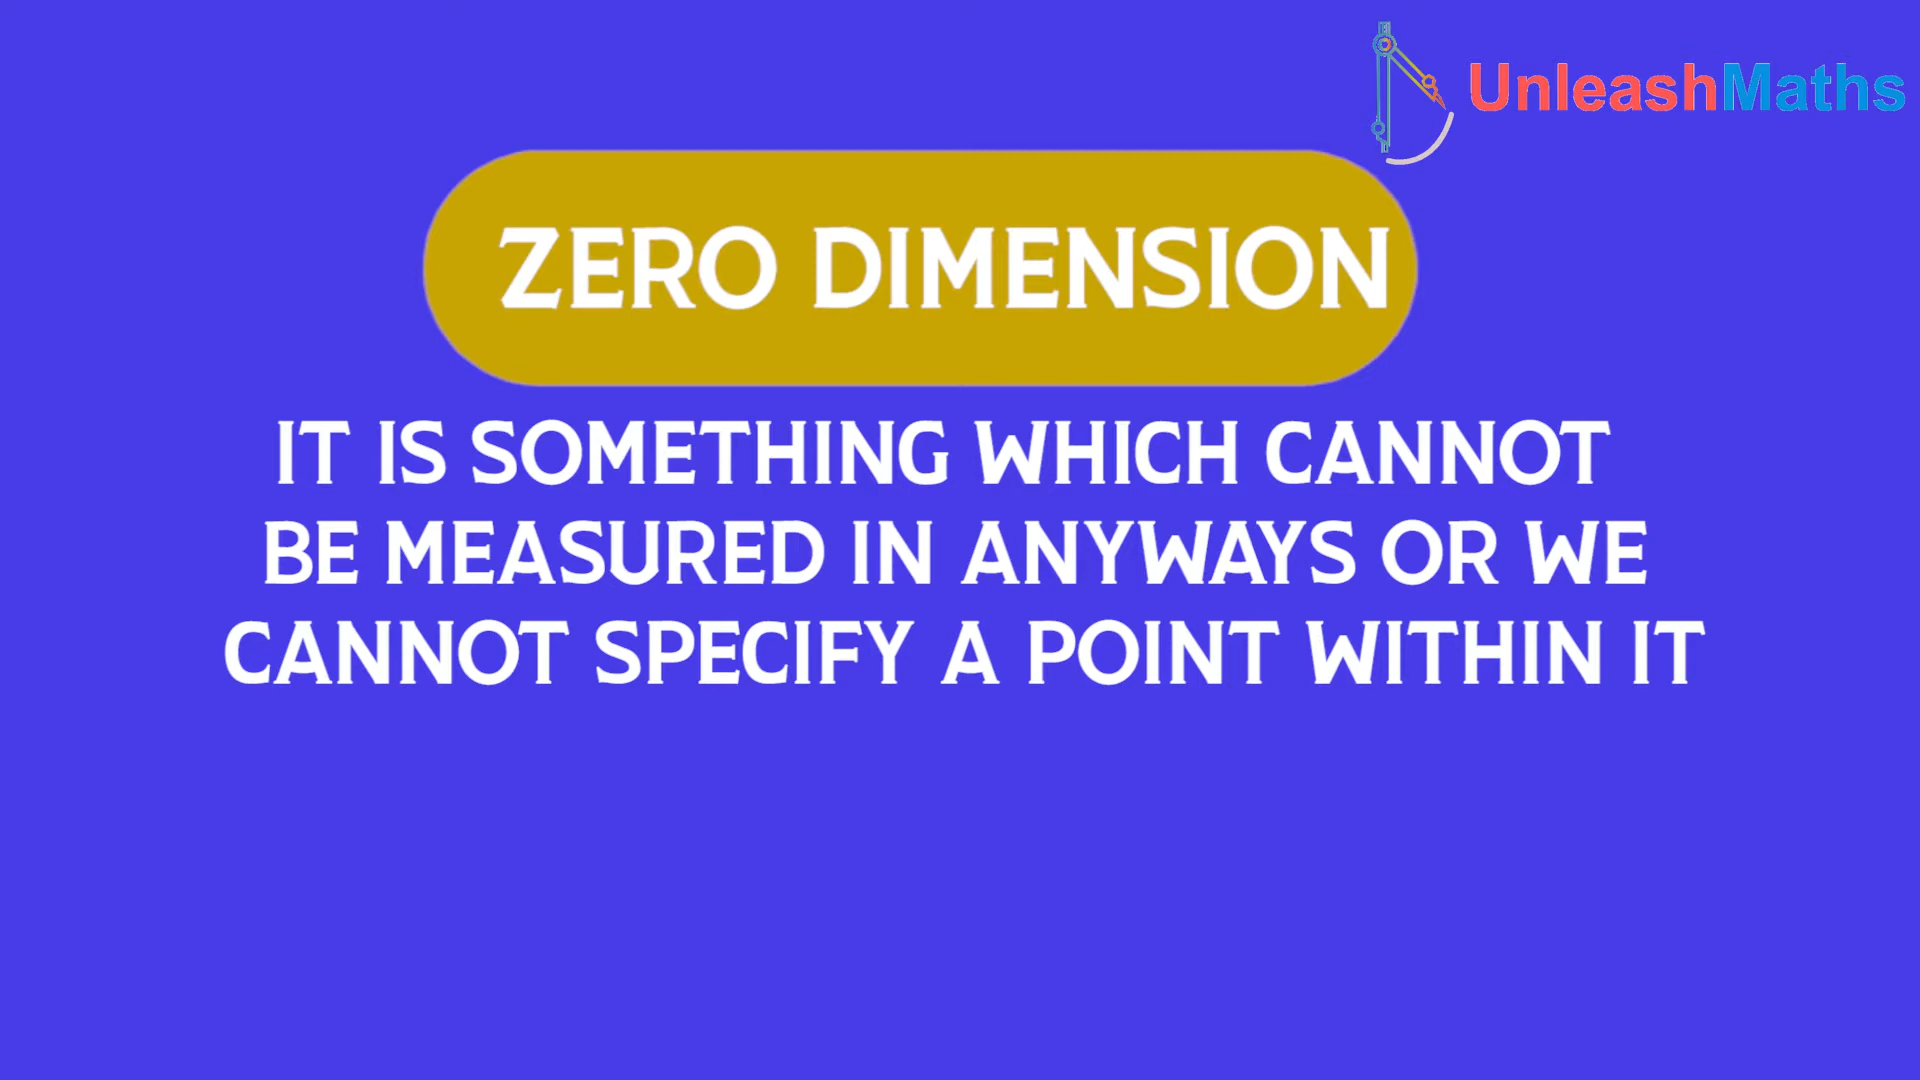 UnleashMaths
ZERO DIMENSION
IT IS SOMETHING WHICH CANNOT
BE MEASURED IN ANYWAYS OR WE
CANNOT SPECIFY A POINT WITHIN IT